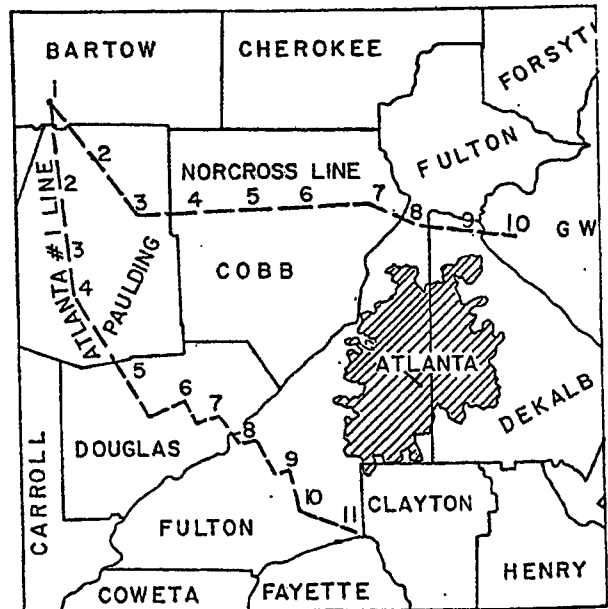 BARTOW
CHEROKEE
FORSYT
1
FULTON
2
NORCROSS LINE
2
3 4 5 6 7
8 9 10
G W
ATLANTA # 1 LINE
3
4
PAULDING
COBB
ATLANTA
5
6
7
DEKALB
DOUGLAS
8
9
CARROLL
10
11
CLAYTON
FULTON
HENRY
COWETA
FAYETTE